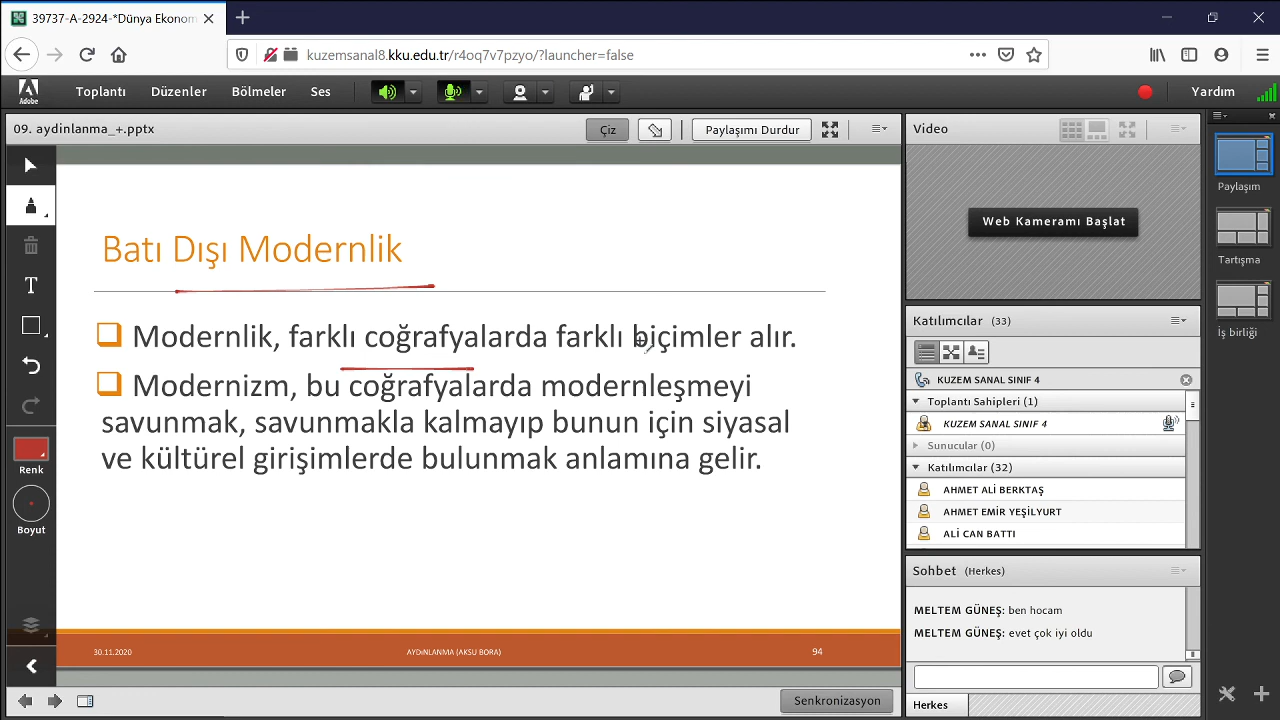 39737-A-2924-*Dünya Ekonom
kuzemsanal8.kku.edu.tr/r4oq7v7pzyo/?launcher=false
Adobe
Toplantı Düzenler Bölmeler Ses Yardım
09. aydinlanma_+.pptx
Çiz
Paylaşımı Durdur
Batı Dışı Modernlik
Modernlik, farklı coğrafyalarda farklı biçimler alır.
Modernizm, bu coğrafyalarda modernleşmeyi
savunmak, savunmakla kalmayıp bunun için siyasal
ve kültürel girişimlerde bulunmak anlamına gelir.
30.11.2020 AYDıNLANMA (AKSU BORA) 94
Renk
Boyut
Senkronizasyon
Video
Web Kameramı Başlat
Katılımcılar (33)
KUZEM SANAL SINIF 4
Toplantı Sahipleri (1)
KUZEM SANAL SINIF 4
Sunucular (0)
Katılımcılar (32)
AHMET ALİ BERKTAŞ
AHMET EMİR YEŞİLYURT
ALİ CAN BATTI
Sohbet (Herkes)
MELTEM GÜNEŞ: ben hocam
MELTEM GÜNEŞ: evet çok iyi oldu
Herkes
Paylaşım
Tartışma
İş birliği